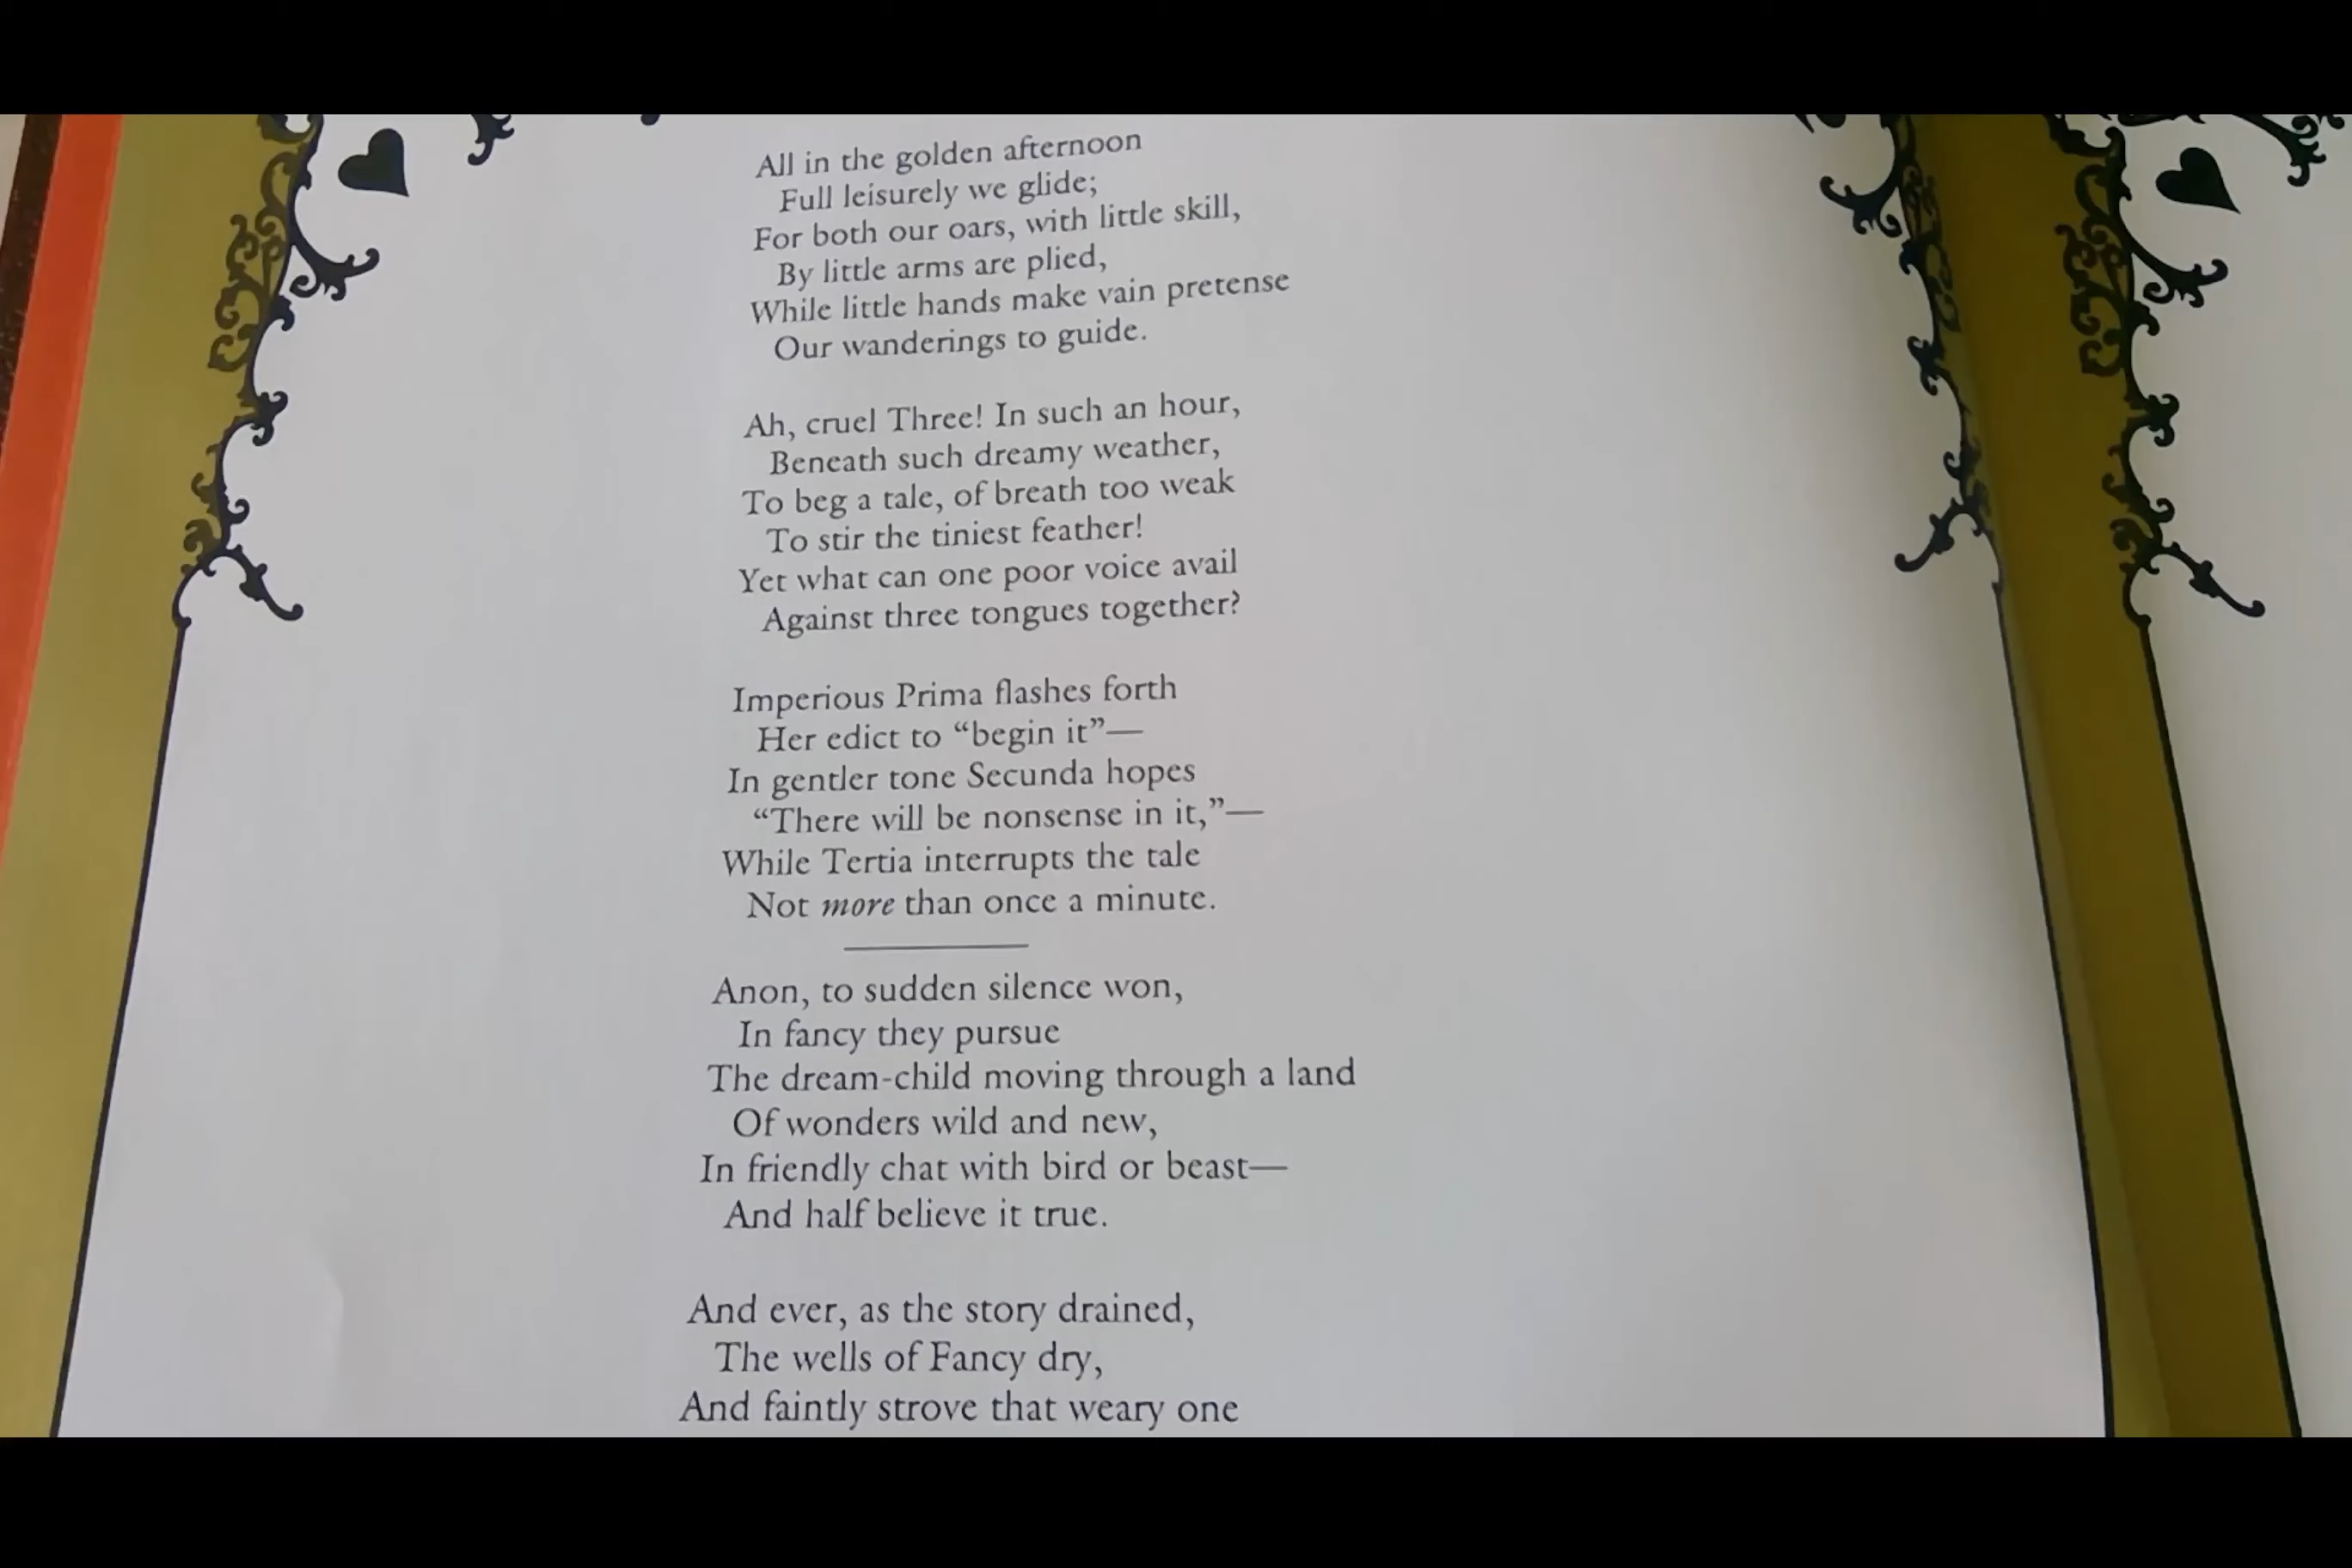 All in the golden afternoon
Full leisurely we glide;
For both our oars, with little skill,
By little arms are plied,
While little hands make vain pretense
Our wanderings to guide.
Ah, cruel Three! In such an hour,
Beneath such dreamy weather,
To beg a tale, of breath too weak
To stir the tiniest feather!
Yet what can one poor voice avail
Against three tongues together?
Imperious Prima flashes forth
Her edict to “begin it”—
In gentler tone Secunda hopes
“There will be nonsense in it,”—
While Tertia interrupts the tale
Not more than once a minute.
Anon, to sudden silence won,
In fancy they pursue
The dream-child moving through a land
Of wonders wild and new,
In friendly chat with bird or beast—
And half believe it true.
And ever, as the story drained,
The wells of Fancy dry,
And faintly strove that weary one